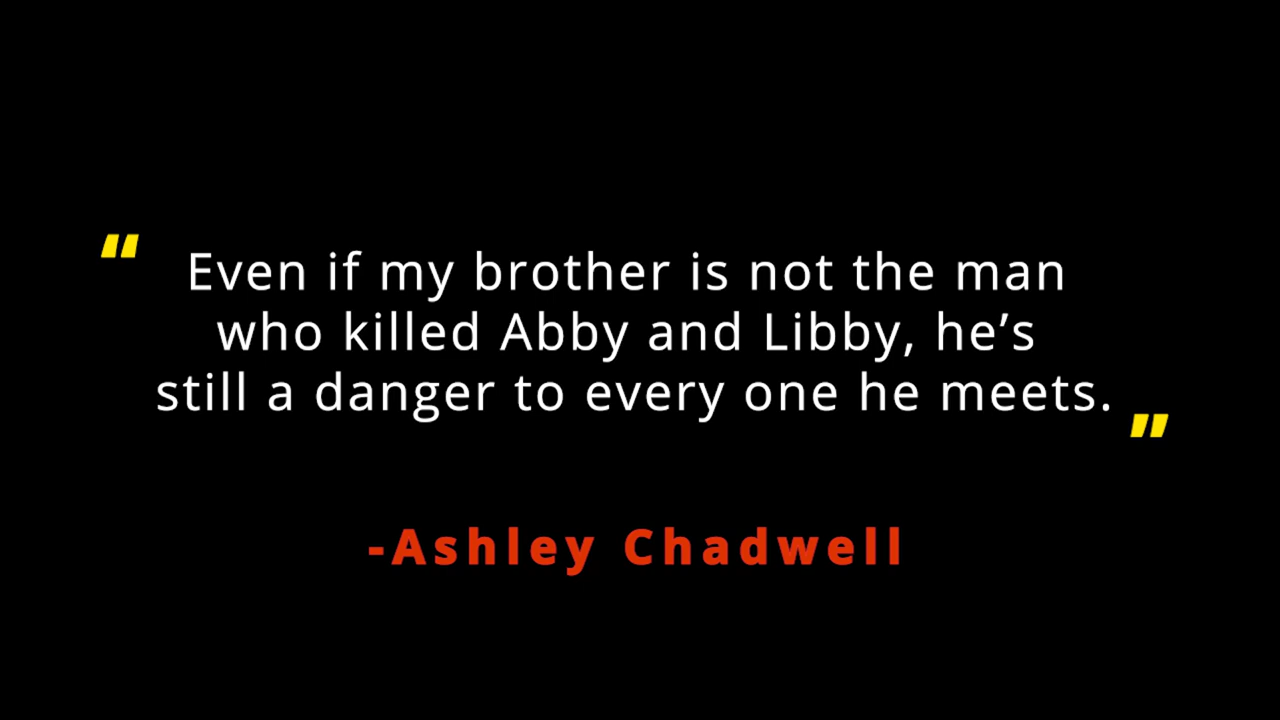 “ Even if my brother is not the man
who killed Abby and Libby, he’s
still a danger to every one he meets. ”
-Ashley Chadwell